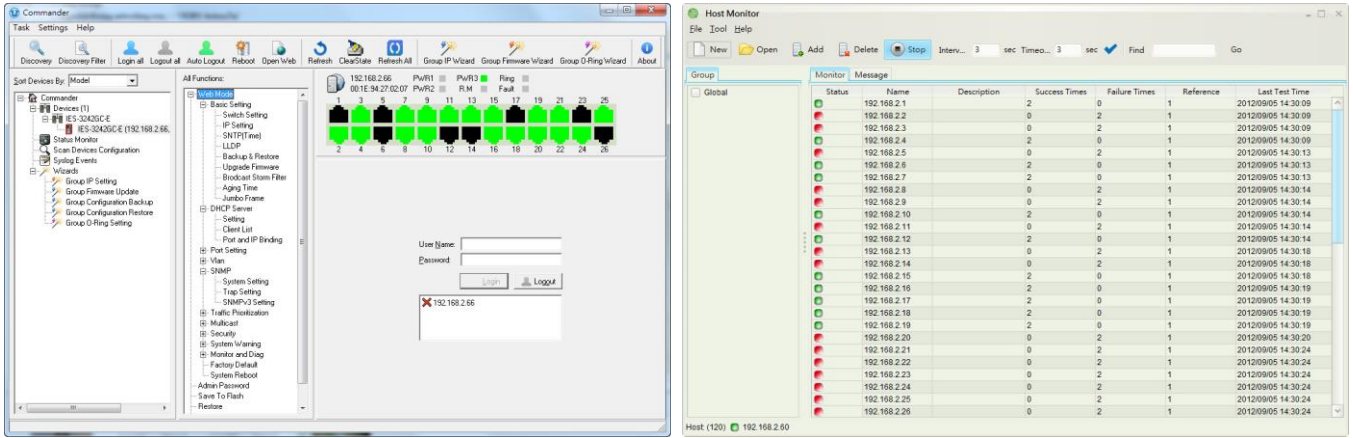 Commander
Task Settings Help
Discovery Discovery Filter Login all Logout all Auto Logout Reboot Open Web Refresh ClearState Refresh All Group IP Wizard Group Firmware Wizard Group O-Ring Wizard About
Sort Devices By: Model
Commander
Devices (1)
IES-3242GC-E
IES-3242GC-E (192.168.2.66,
Status Monitor
Scan Devices Configuration
Syslog Events
Wizards
Group IP Setting
Group Firmware Update
Group Configuration Backup
Group Configuration Restore
Group O-Ring Setting
All Functions:
Web Mode
Basic Setting
Switch Setting
IP Setting
SNTP(Time)
LLDP
Backup & Restore
Upgrade Firmware
Brodcast Storm Filter
Aging Time
Jumbo Frame
DHCP Server
Setting
Client List
Port and IP Binding
Port Setting
Vlan
SNMP
System Setting
Trap Setting
SNMPv3 Setting
Traffic Prioritization
Multicast
Security
System Warning
Monitor and Diag
Factory Default
System Reboot
Admin Password
Save To Flash
Restore
192.168.2.66 PWR1 PWR3 Ring
00:1E:94:27:02:07 PWR2 R.M Fault
1 3 5 7 9 11 13 15 17 19 21 23 25
2 4 6 8 10 12 14 16 18 20 22 24 26
User Name:
Password:
Login Logout
192.168.2.66
Host Monitor
File Tool Help
New Open Add Delete Stop Interv... 3 sec Timeo... 3 sec Find Go
Group
Global
Monitor Message
Status Name Description Success Times Failure Times Reference Last Test Time
192.168.2.1 2 0 1 2012/09/05 14:30:09
192.168.2.2 0 2 1 2012/09/05 14:30:09
192.168.2.3 0 2 1 2012/09/05 14:30:09
192.168.2.4 2 0 1 2012/09/05 14:30:09
192.168.2.5 0 2 1 2012/09/05 14:30:13
192.168.2.6 2 0 1 2012/09/05 14:30:13
192.168.2.7 2 0 1 2012/09/05 14:30:13
192.168.2.8 0 2 1 2012/09/05 14:30:14
192.168.2.9 0 2 1 2012/09/05 14:30:14
192.168.2.10 2 0 1 2012/09/05 14:30:14
192.168.2.11 0 2 1 2012/09/05 14:30:14
192.168.2.12 2 0 1 2012/09/05 14:30:14
192.168.2.13 0 2 1 2012/09/05 14:30:18
192.168.2.14 0 2 1 2012/09/05 14:30:18
192.168.2.15 2 0 1 2012/09/05 14:30:18
192.168.2.16 2 0 1 2012/09/05 14:30:19
192.168.2.17 2 0 1 2012/09/05 14:30:19
192.168.2.18 2 0 1 2012/09/05 14:30:19
192.168.2.19 2 0 1 2012/09/05 14:30:19
192.168.2.20 0 2 1 2012/09/05 14:30:20
192.168.2.21 0 2 1 2012/09/05 14:30:24
192.168.2.22 0 2 1 2012/09/05 14:30:24
192.168.2.23 0 2 1 2012/09/05 14:30:24
192.168.2.24 0 2 1 2012/09/05 14:30:24
192.168.2.25 0 2 1 2012/09/05 14:30:24
192.168.2.26 0 2 1 2012/09/05 14:30:24
Host: (120) 192.168.2.60